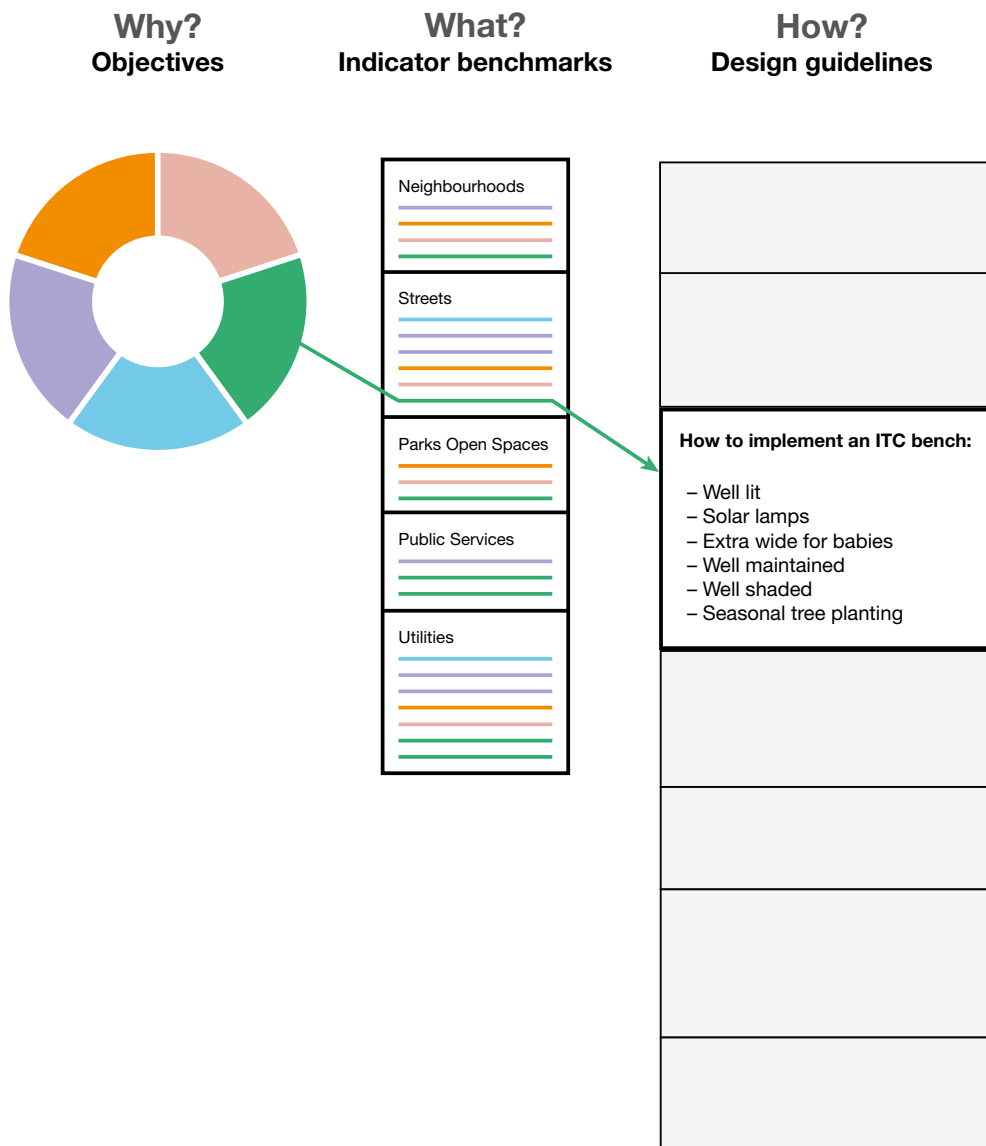 Why?
Objectives
What?
Indicator benchmarks
How?
Design guidelines
Neighbourhoods
Streets
Parks Open Spaces
Public Services
Utilities
How to implement an ITC bench:
– Well lit
– Solar lamps
– Extra wide for babies
– Well maintained
– Well shaded
– Seasonal tree planting